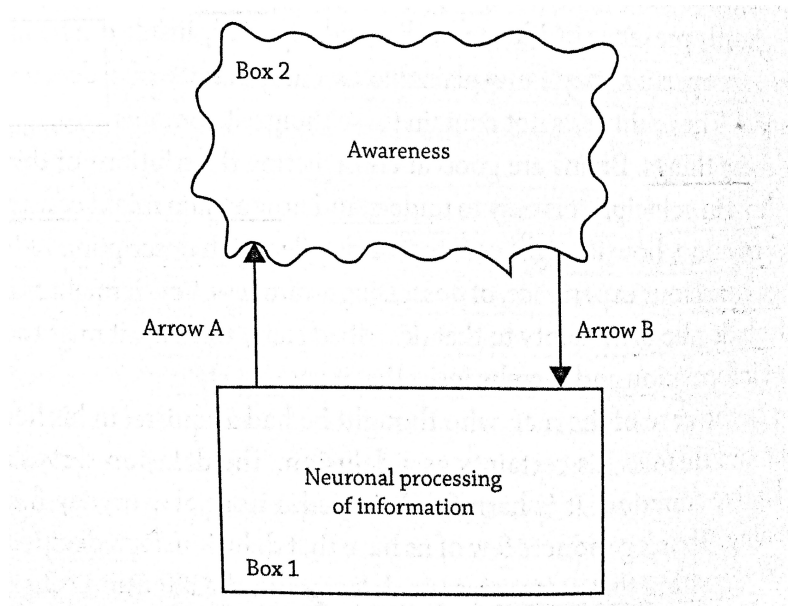 Box 2
Awareness
Arrow A
Arrow B
Neuronal processing
of information
Box 1